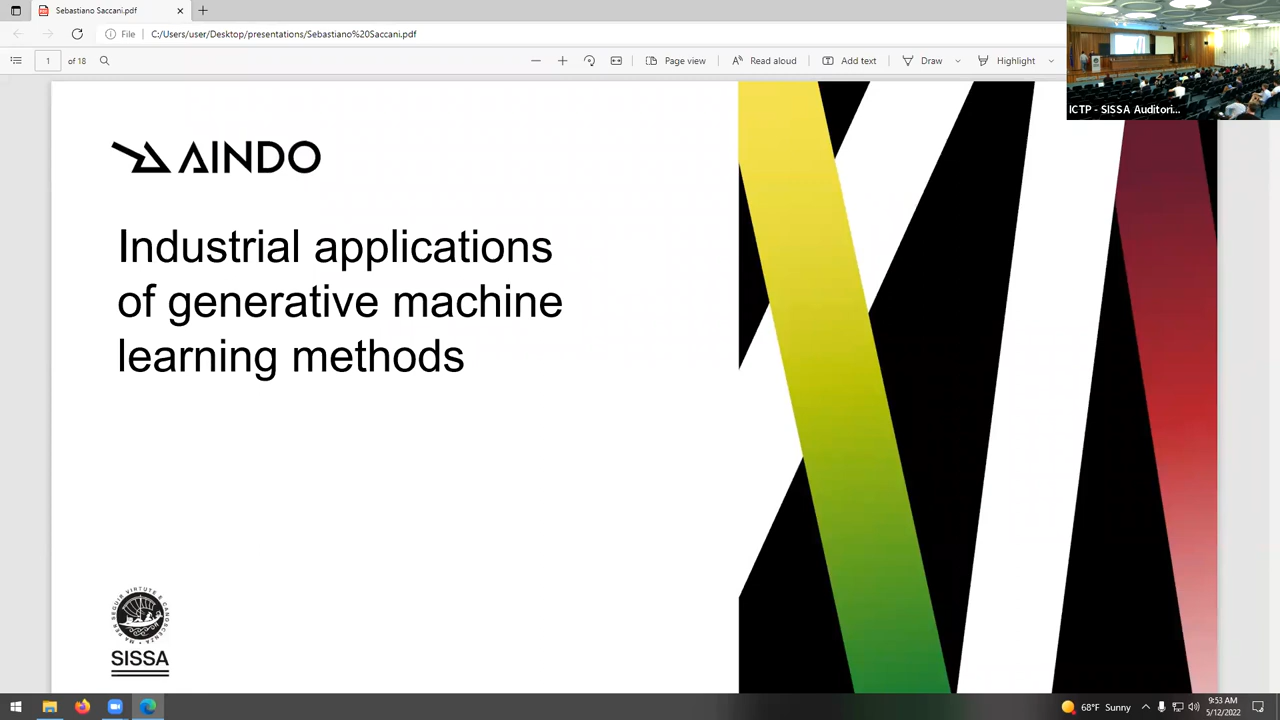 Sebastiano Saccani.pdf
File
C:/Users/user/Desktop/presentations/Sebastiano%20Saccani.pdf
1
of 18
Page view
Read aloud
Add text
Draw
Highlight
ICTP - SISSA Auditori...
AINDO
Industrial applications
of generative machine
learning methods
SISSA
68°F Sunny
9:53 AM
5/12/2022